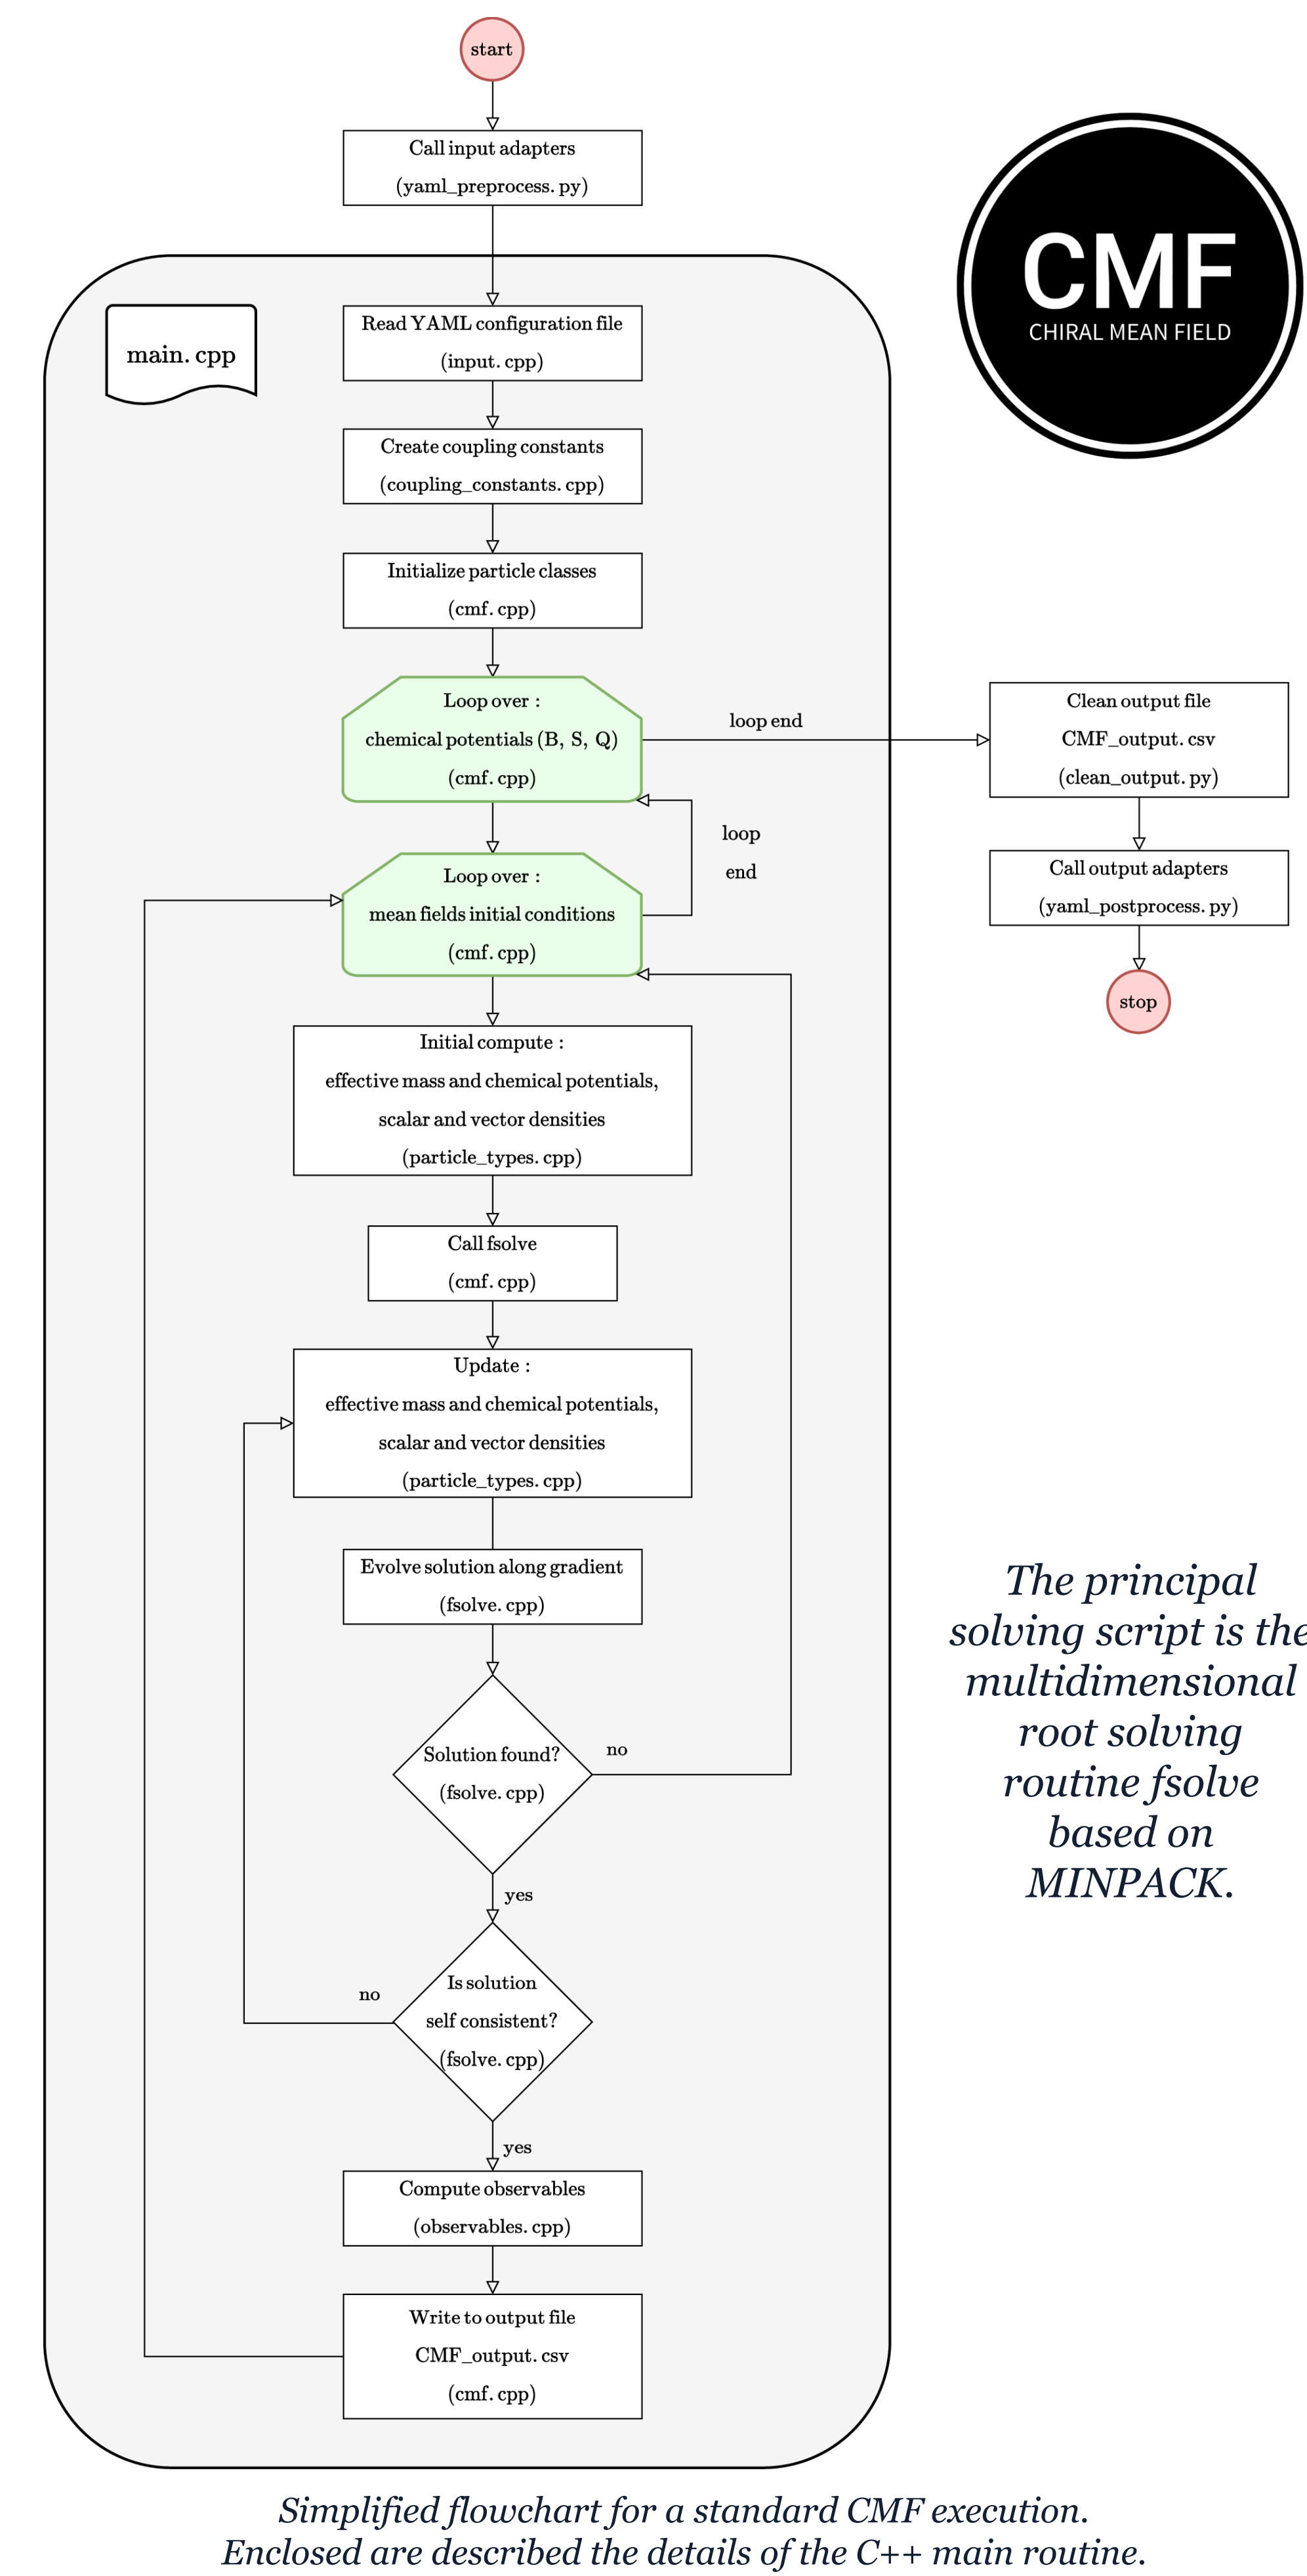 start
Call input adapters
(yaml_preprocess. py)
CMF
CHIRAL MEAN FIELD
main. cpp
Read YAML configuration file
(input. cpp)
Create coupling constants
(coupling_constants. cpp)
Initialize particle classes
(cmf. cpp)
Loop over :
chemical potentials (B, S, Q)
(cmf. cpp)
loop end
Clean output file
CMF_output. csv
(clean_output. py)
loop
end
Call output adapters
(yaml_postprocess. py)
stop
Loop over :
mean fields initial conditions
(cmf. cpp)
Initial compute :
effective mass and chemical potentials,
scalar and vector densities
(particle_types. cpp)
Call fsolve
(cmf. cpp)
Update :
effective mass and chemical potentials,
scalar and vector densities
(particle_types. cpp)
Evolve solution along gradient
(fsolve. cpp)
Solution found?
(fsolve. cpp)
no
yes
Is solution
self consistent?
(fsolve. cpp)
no
yes
Compute observables
(observables. cpp)
Write to output file
CMF_output. csv
(cmf. cpp)
The principal
solving script is the
multidimensional
root solving
routine fsolve
based on
MINPACK.
Simplified flowchart for a standard CMF execution.
Enclosed are described the details of the C++ main routine.